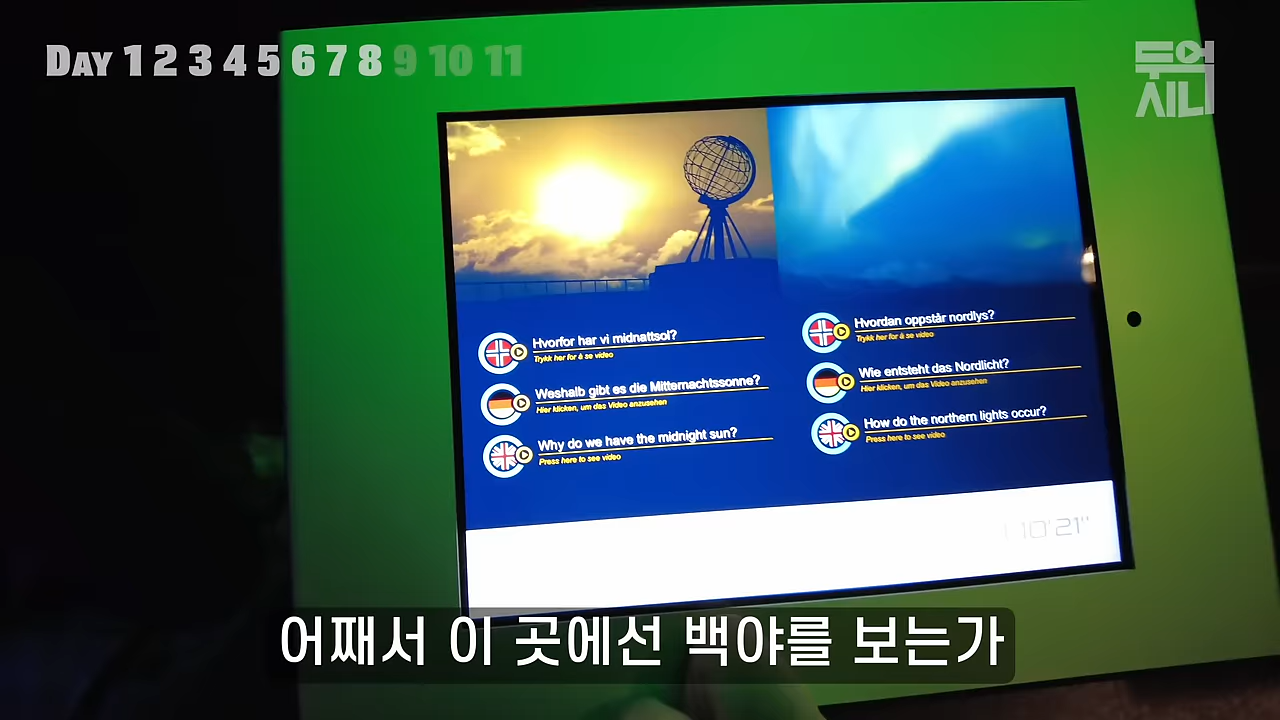 DAY 1 2 3 4 5 6 7 8 9 10 11
두어
시니
Hvorfor har vi midnattsol?
Trykk her for å se video
Weshalb gibt es die Mitternachtssonne?
Hier klicken, um das Video anzusehen
Why do we have the midnight sun?
Press here to see video
Hvordan oppstår nordlys?
Trykk her for å se video
Wie entsteht das Nordlicht?
Hier klicken, um das Video anzusehen
How do the northern lights occur?
Press here to see video
10'21"
어째서 이 곳에선 백야를 보는가